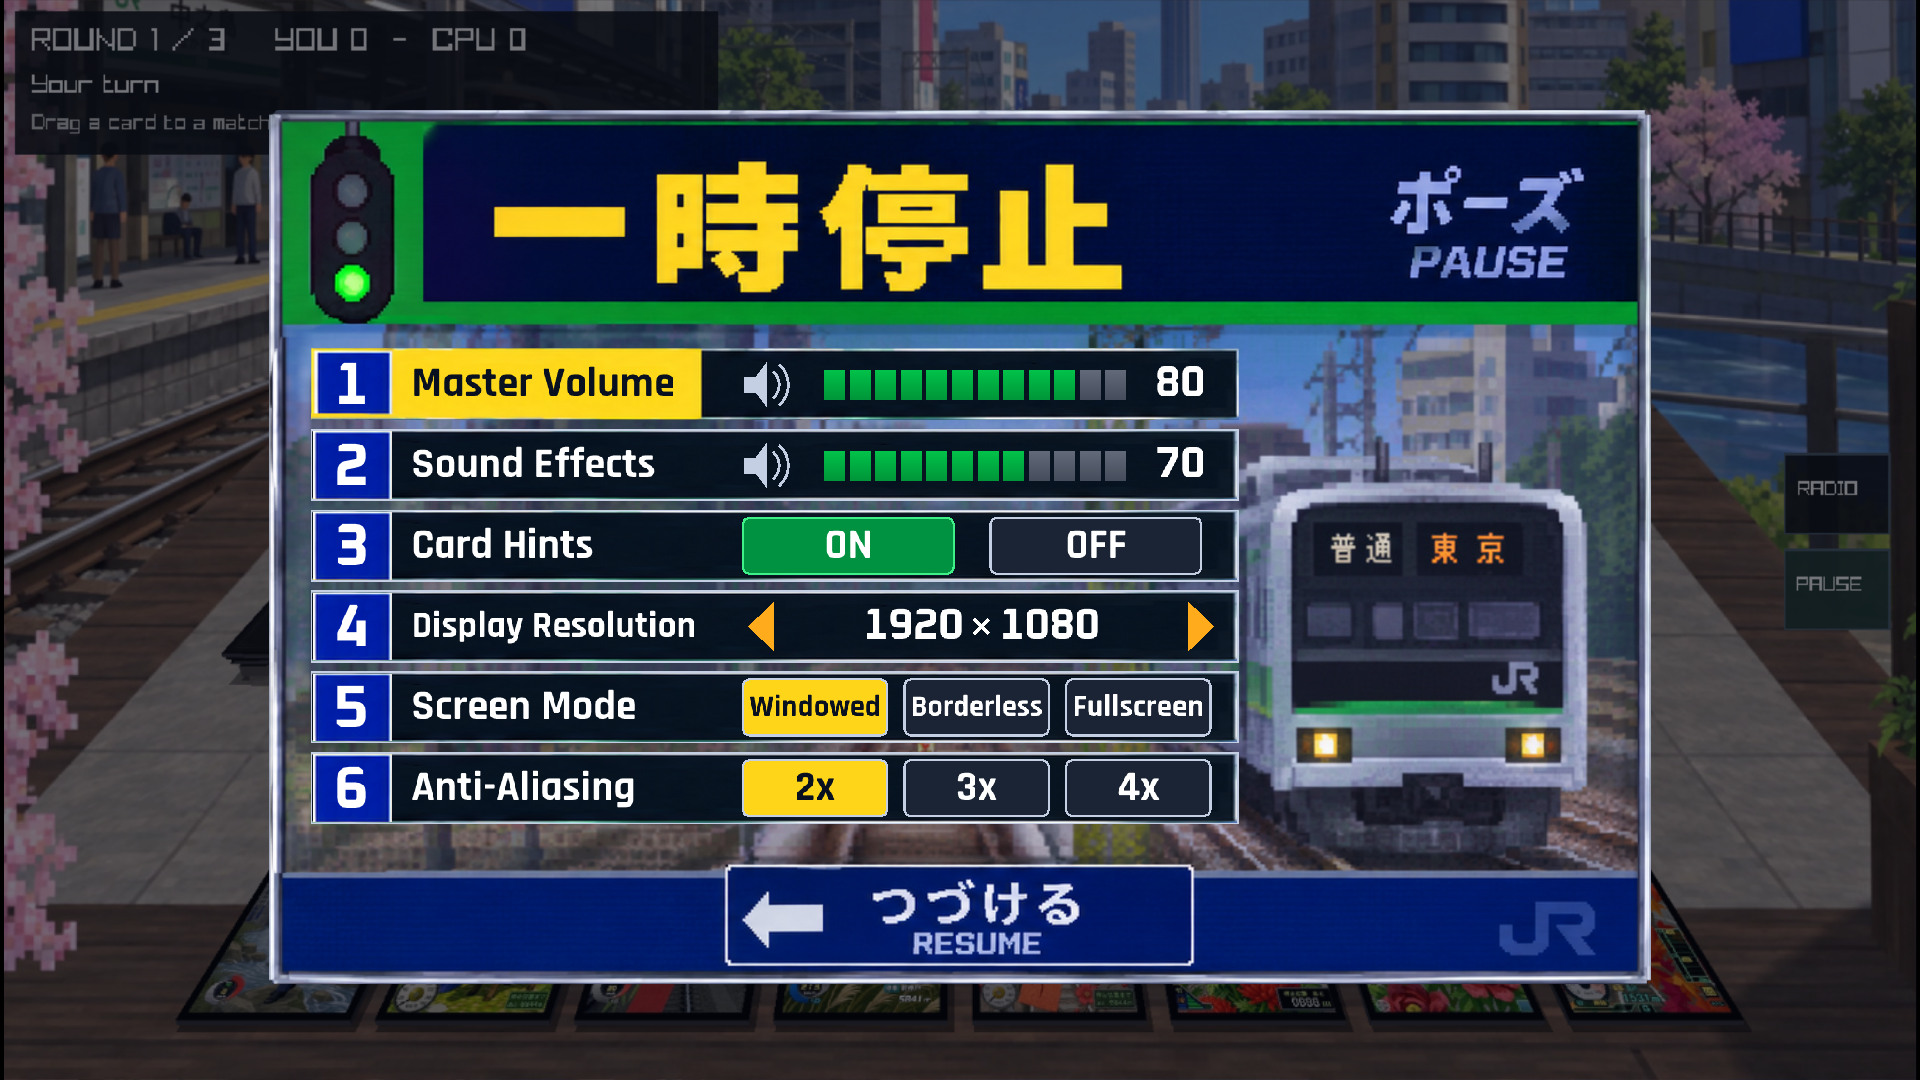 ROUND 1 / 3 YOU 0 - CPU 0
Your turn
Drag a card to a match
一時停止
ポーズ
PAUSE
1 Master Volume 80
2 Sound Effects 70
3 Card Hints ON OFF
4 Display Resolution 1920 × 1080
5 Screen Mode Windowed Borderless Fullscreen
6 Anti-Aliasing 2x 3x 4x
普通 東京
JR
RADIO
PAUSE
つづける
RESUME
JR